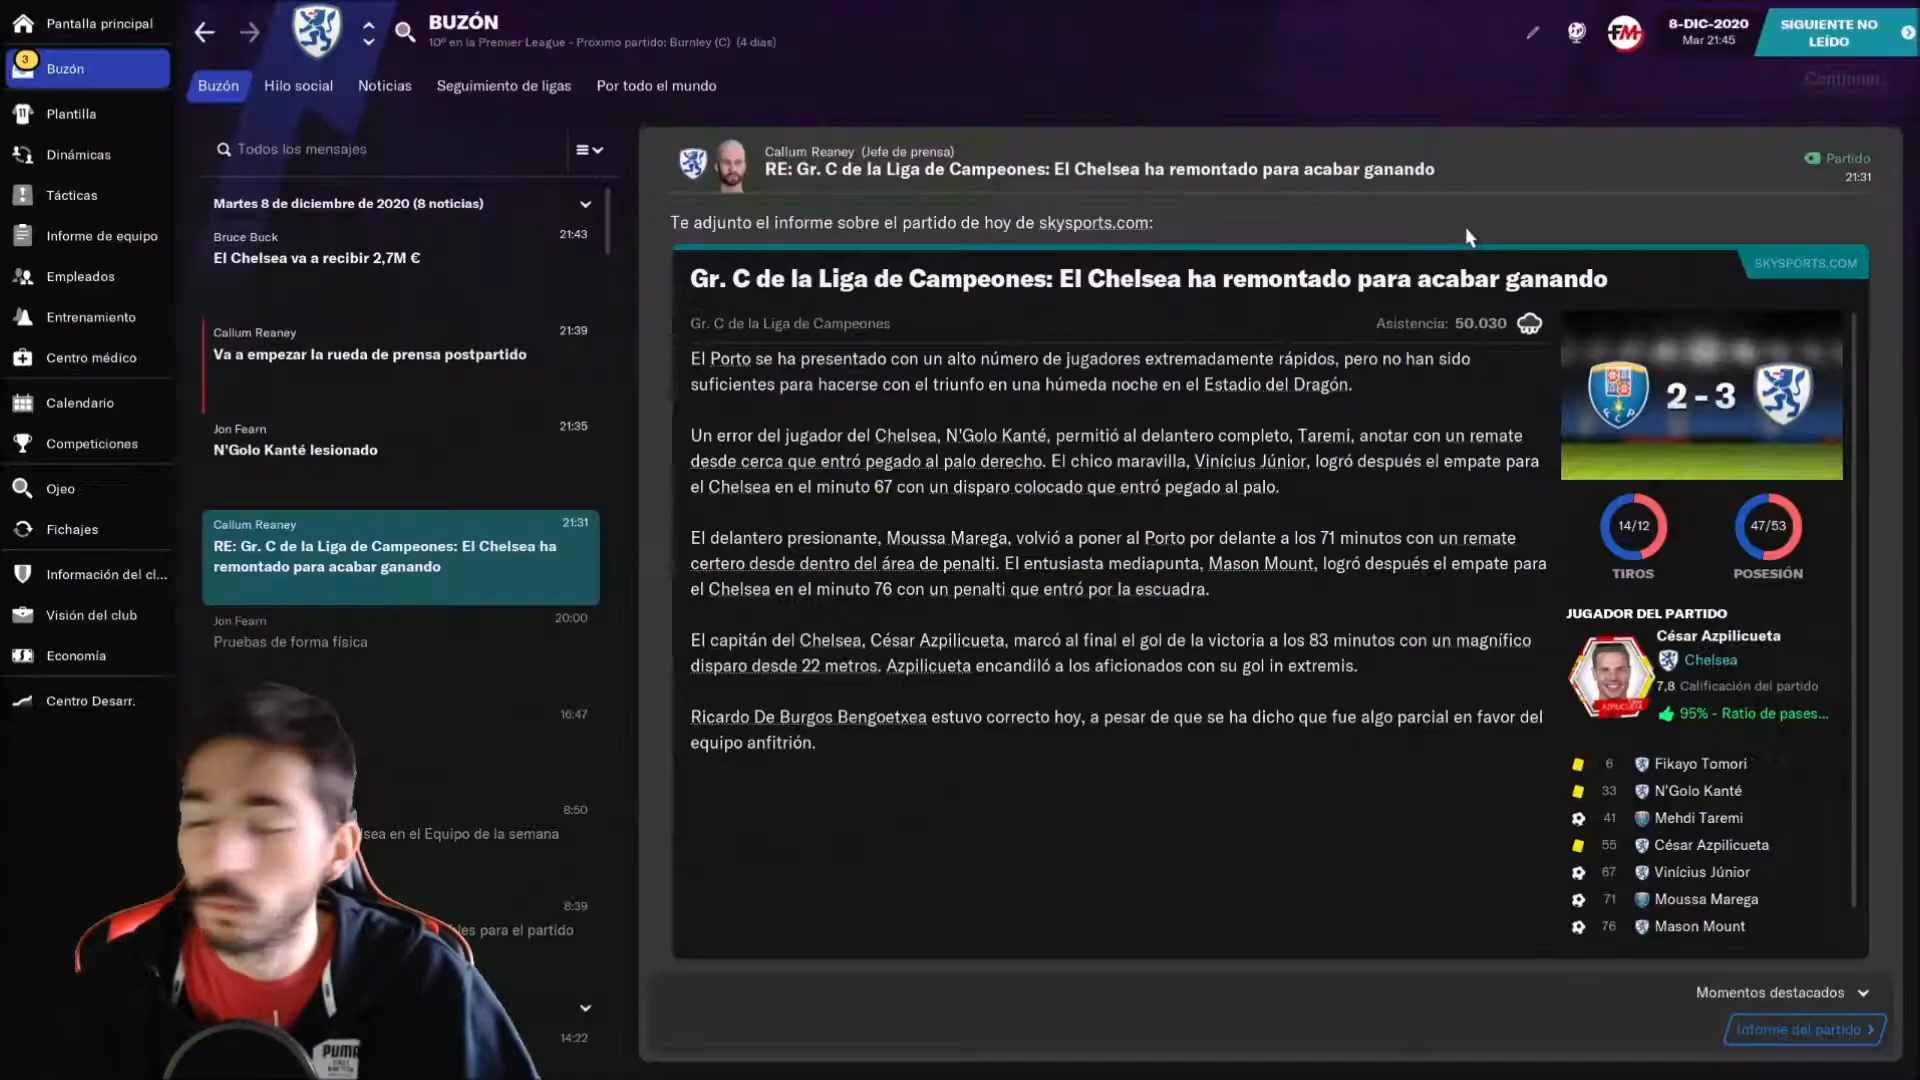 Pantalla principal
3
Buzón
Plantilla
Dinámicas
Tácticas
Informe de equipo
Empleados
Entrenamiento
Centro médico
Calendario
Competiciones
Ojeo
Fichajes
Información del cl...
Visión del club
Economía
Centro Desarr.
BUZÓN
10º en la Premier League - Próximo partido: Burnley (C) (4 días)
FM
8-DIC-2020
Mar 21:45
SIGUIENTE NO LEÍDO
Continuar
Buzón
Hilo social
Noticias
Seguimiento de ligas
Por todo el mundo
Todos los mensajes
Martes 8 de diciembre de 2020 (8 noticias)
Bruce Buck
21:43
El Chelsea va a recibir 2,7M €
Callum Reaney
21:39
Va a empezar la rueda de prensa postpartido
Jon Fearn
21:35
N'Golo Kanté lesionado
Callum Reaney
21:31
RE: Gr. C de la Liga de Campeones: El Chelsea ha
remontado para acabar ganando
Jon Fearn
20:00
Pruebas de forma física
16:47
8:50
lsea en el Equipo de la semana
8:39
les para el partido
14:22
PUMA
Callum Reaney (Jefe de prensa)
RE: Gr. C de la Liga de Campeones: El Chelsea ha remontado para acabar ganando
Partido
21:31
Te adjunto el informe sobre el partido de hoy de skysports.com:
SKYSPORTS.COM
Gr. C de la Liga de Campeones: El Chelsea ha remontado para acabar ganando
Gr. C de la Liga de Campeones
Asistencia: 50.030
El Porto se ha presentado con un alto número de jugadores extremadamente rápidos, pero no han sido
suficientes para hacerse con el triunfo en una húmeda noche en el Estadio del Dragón.
Un error del jugador del Chelsea, N'Golo Kanté, permitió al delantero completo, Taremi, anotar con un remate
desde cerca que entró pegado al palo derecho. El chico maravilla, Vinícius Júnior, logró después el empate para
el Chelsea en el minuto 67 con un disparo colocado que entró pegado al palo.
El delantero presionante, Moussa Marega, volvió a poner al Porto por delante a los 71 minutos con un remate
certero desde dentro del área de penalti. El entusiasta mediapunta, Mason Mount, logró después el empate para
el Chelsea en el minuto 76 con un penalti que entró por la escuadra.
El capitán del Chelsea, César Azpilicueta, marcó al final el gol de la victoria a los 83 minutos con un magnífico
disparo desde 22 metros. Azpilicueta encandiló a los aficionados con su gol in extremis.
Ricardo De Burgos Bengoetxea estuvo correcto hoy, a pesar de que se ha dicho que fue algo parcial en favor del
equipo anfitrión.
2 - 3
14/12
TIROS
47/53
POSESIÓN
JUGADOR DEL PARTIDO
César Azpilicueta
Chelsea
7,8 Calificación del partido
95% - Ratio de pases...
6 Fikayo Tomori
33 N'Golo Kanté
41 Mehdi Taremi
55 César Azpilicueta
67 Vinícius Júnior
71 Moussa Marega
76 Mason Mount
Momentos destacados
Informe del partido